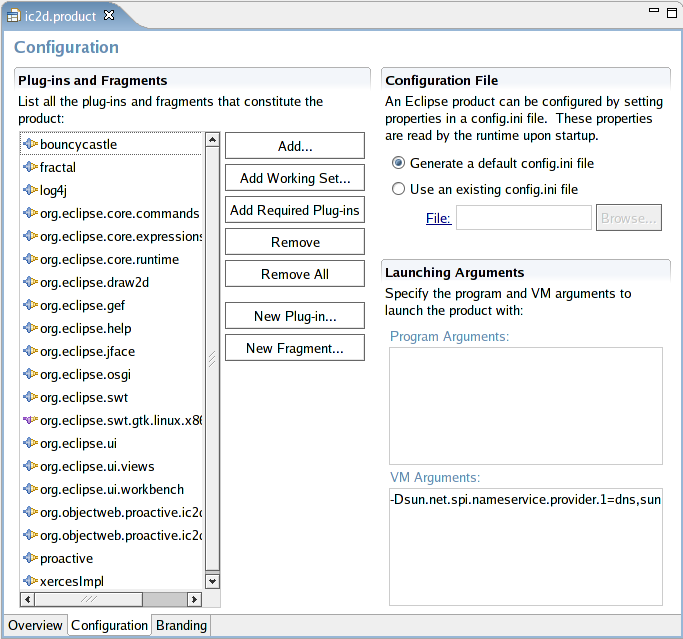 ic2d.product
Configuration
Plug-ins and Fragments
List all the plug-ins and fragments that constitute the
product:
bouncycastle
fractal
log4j
org.eclipse.core.commands
org.eclipse.core.expressions
org.eclipse.core.runtime
org.eclipse.draw2d
org.eclipse.gef
org.eclipse.help
org.eclipse.jface
org.eclipse.osgi
org.eclipse.swt
org.eclipse.swt.gtk.linux.x86
org.eclipse.ui
org.eclipse.ui.views
org.eclipse.ui.workbench
org.objectweb.proactive.ic2d
org.objectweb.proactive.ic2d
proactive
xercesImpl
Add...
Add Working Set...
Add Required Plug-ins
Remove
Remove All
New Plug-in...
New Fragment...
Configuration File
An Eclipse product can be configured by setting
properties in a config.ini file. These properties
are read by the runtime upon startup.
Generate a default config.ini file
Use an existing config.ini file
File:
Browse...
Launching Arguments
Specify the program and VM arguments to
launch the product with:
Program Arguments:
VM Arguments:
-Dsun.net.spi.nameservice.provider.1=dns,sun
Overview
Configuration
Branding